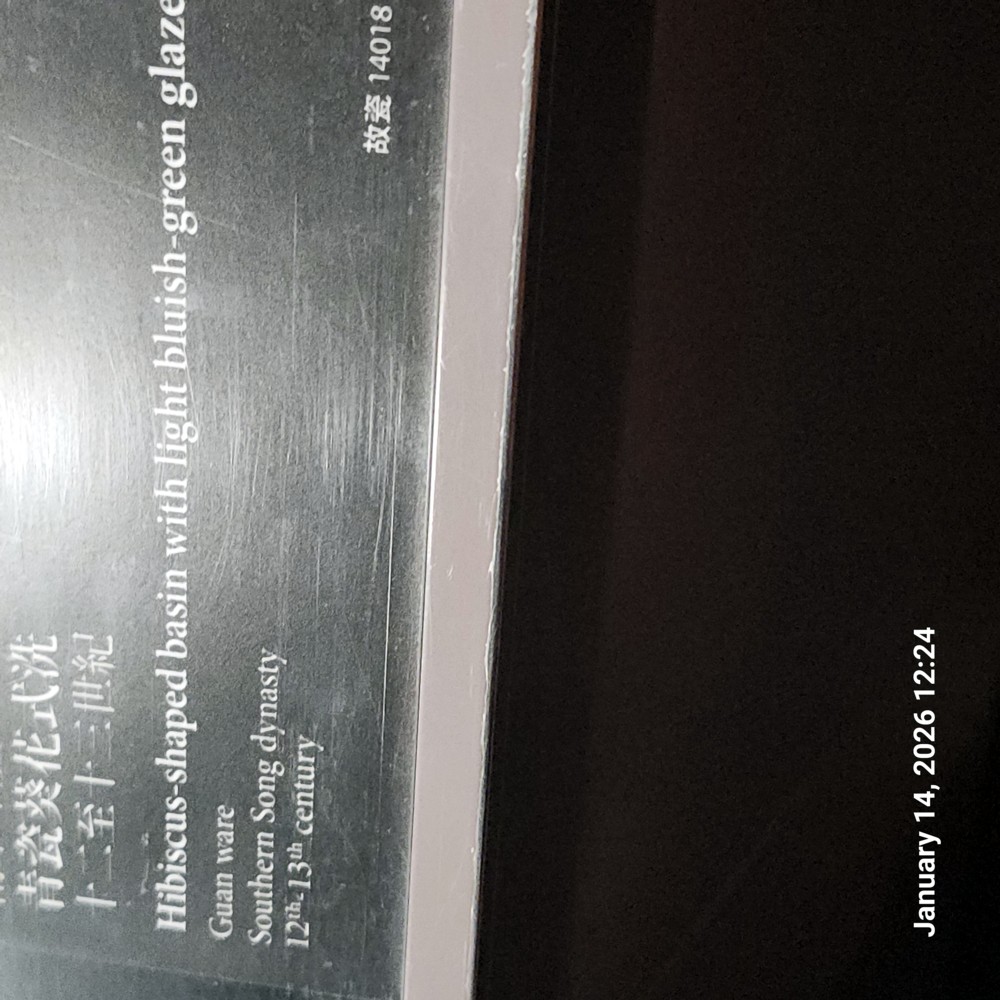 青瓷葵花式洗
十二至十三世紀
Hibiscus-shaped basin with light bluish-green glaze
Guan ware
Southern Song dynasty
12th-13th century
故瓷 14018
January 14, 2026 12:24